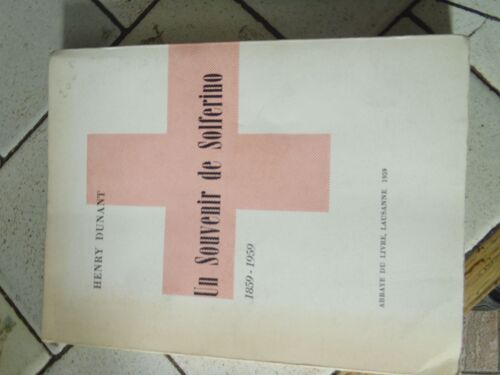 HENRY DUNANT
Un Souvenir de Solferino
1859-1959
ABBAYE DU LIVRE, LAUSANNE 1959